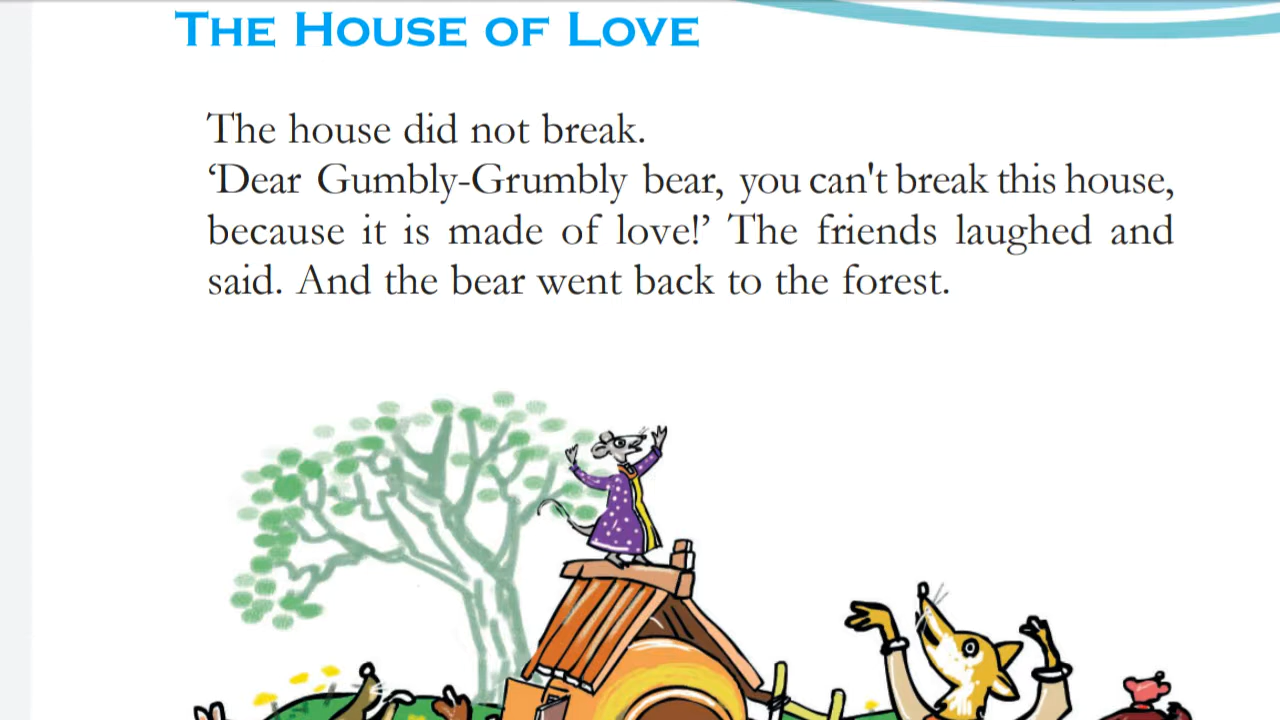 THE HOUSE OF LOVE
The house did not break.
‘Dear Gumbly-Grumbly bear, you can't break this house,
because it is made of love!’ The friends laughed and
said. And the bear went back to the forest.